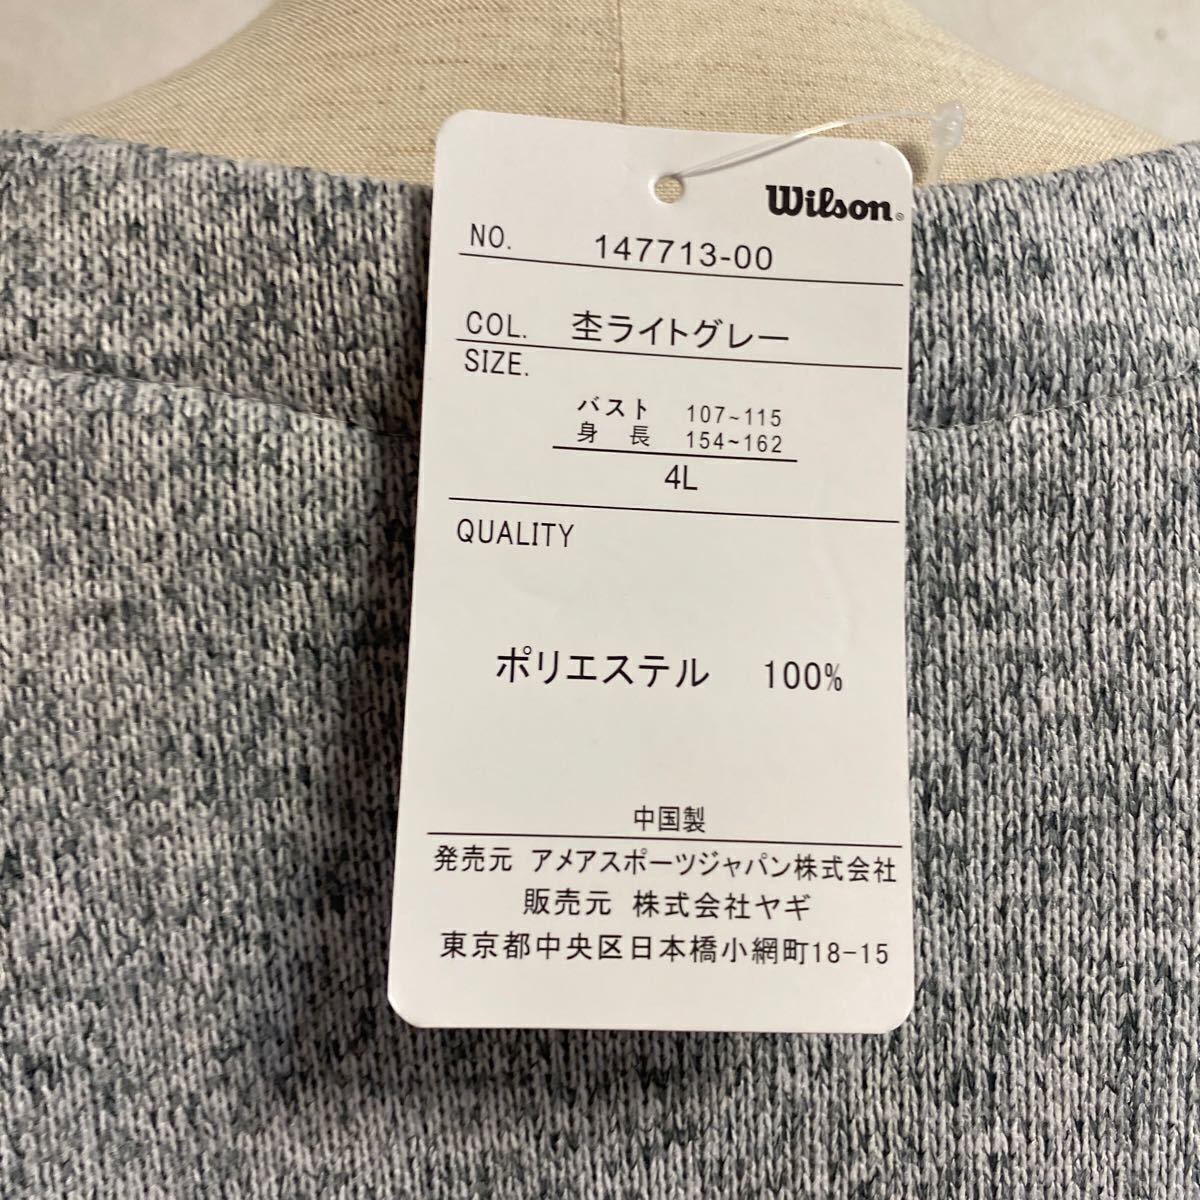 Wilson®
NO. 147713-00
COL. 杢ライトグレー
SIZE.
バスト 107~115
身 長 154~162
4L
QUALITY
ポリエステル 100%
中国製
発売元 アメアスポーツジャパン株式会社
販売元 株式会社ヤギ
東京都中央区日本橋小網町18-15